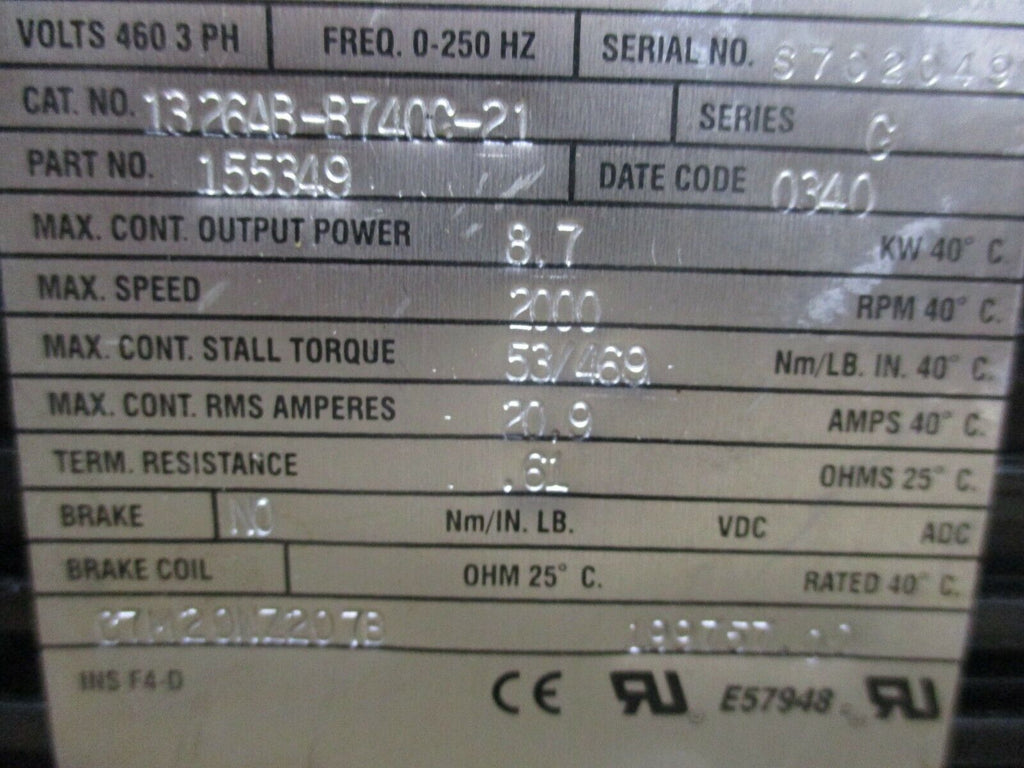 VOLTS 460 3 PH FREQ. 0-250 HZ SERIAL NO. S702049
CAT. NO. 1326AB-B740G-21 SERIES G
PART NO. 155349 DATE CODE 0340
MAX. CONT. OUTPUT POWER 8.7 KW 40° C.
MAX. SPEED 2000 RPM 40° C.
MAX. CONT. STALL TORQUE 53/469 Nm/LB. IN. 40° C.
MAX. CONT. RMS AMPERES 20.9 AMPS 40° C.
TERM. RESISTANCE .61 OHMS 25° C.
BRAKE NO Nm/IN. LB. VDC ADC
BRAKE COIL OHM 25° C. RATED 40° C.
INS F4-D CE E57948